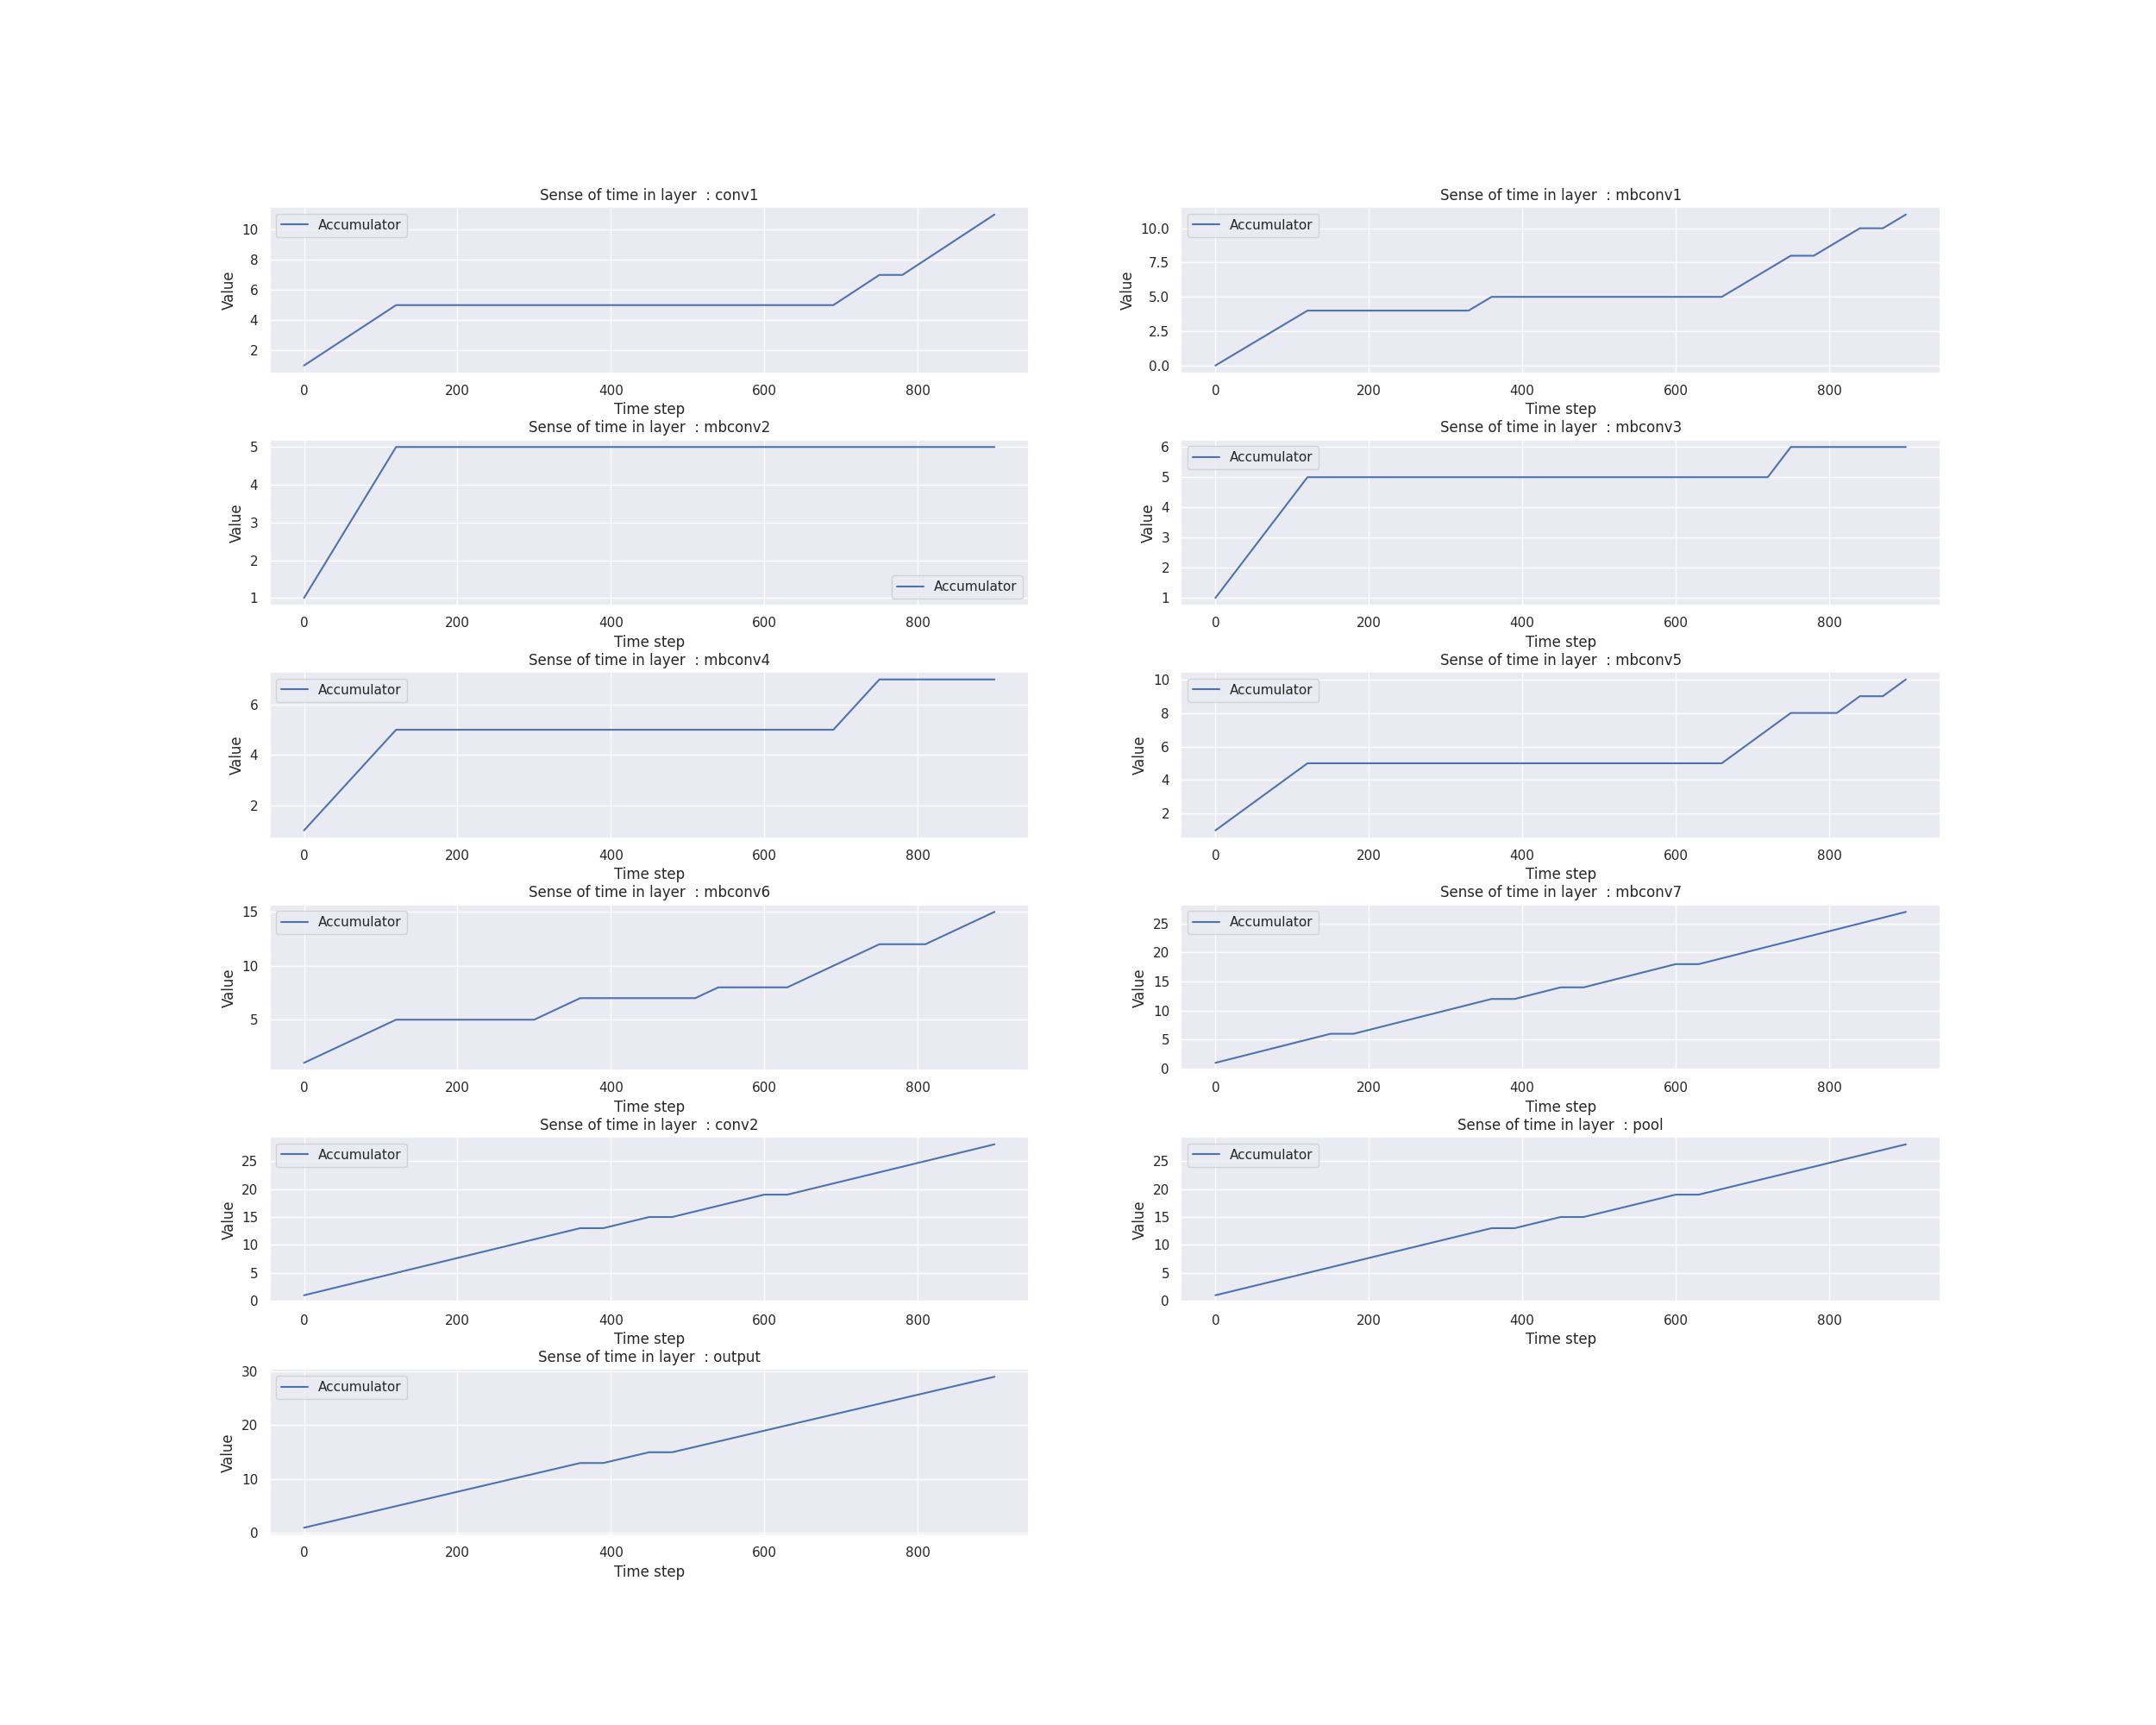 Sense of time in layer  : conv1
Accumulator
10
8
6
4
2
Value
0 200 400 600 800
Time step
Sense of time in layer  : mbconv1
Accumulator
10.0
7.5
5.0
2.5
0.0
Value
0 200 400 600 800
Time step
Sense of time in layer  : mbconv2
5
4
3
2
1
Value
Accumulator
0 200 400 600 800
Time step
Sense of time in layer  : mbconv3
Accumulator
6
5
4
3
2
1
Value
0 200 400 600 800
Time step
Sense of time in layer  : mbconv4
Accumulator
6
4
2
Value
0 200 400 600 800
Time step
Sense of time in layer  : mbconv5
Accumulator
10
8
6
4
2
Value
0 200 400 600 800
Time step
Sense of time in layer  : mbconv6
Accumulator
15
10
5
Value
0 200 400 600 800
Time step
Sense of time in layer  : mbconv7
Accumulator
25
20
15
10
5
0
Value
0 200 400 600 800
Time step
Sense of time in layer  : conv2
Accumulator
25
20
15
10
5
0
Value
0 200 400 600 800
Time step
Sense of time in layer  : pool
Accumulator
25
20
15
10
5
0
Value
0 200 400 600 800
Time step
Sense of time in layer  : output
Accumulator
30
20
10
0
Value
0 200 400 600 800
Time step